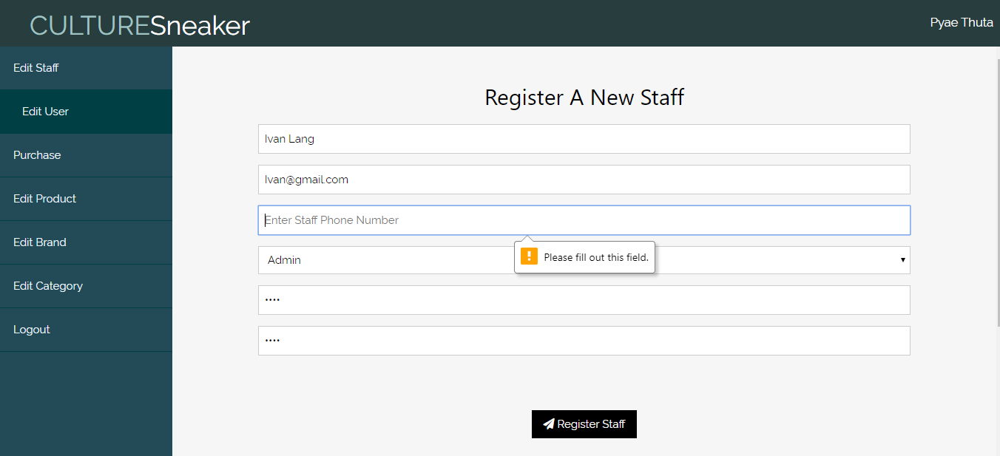 CULTURESneaker
Pyae Thuta
Edit Staff
Edit User
Purchase
Edit Product
Edit Brand
Edit Category
Logout
Register A New Staff
Ivan Lang
Ivan@gmail.com
Enter Staff Phone Number
Please fill out this field.
Admin
••••
••••
Register Staff